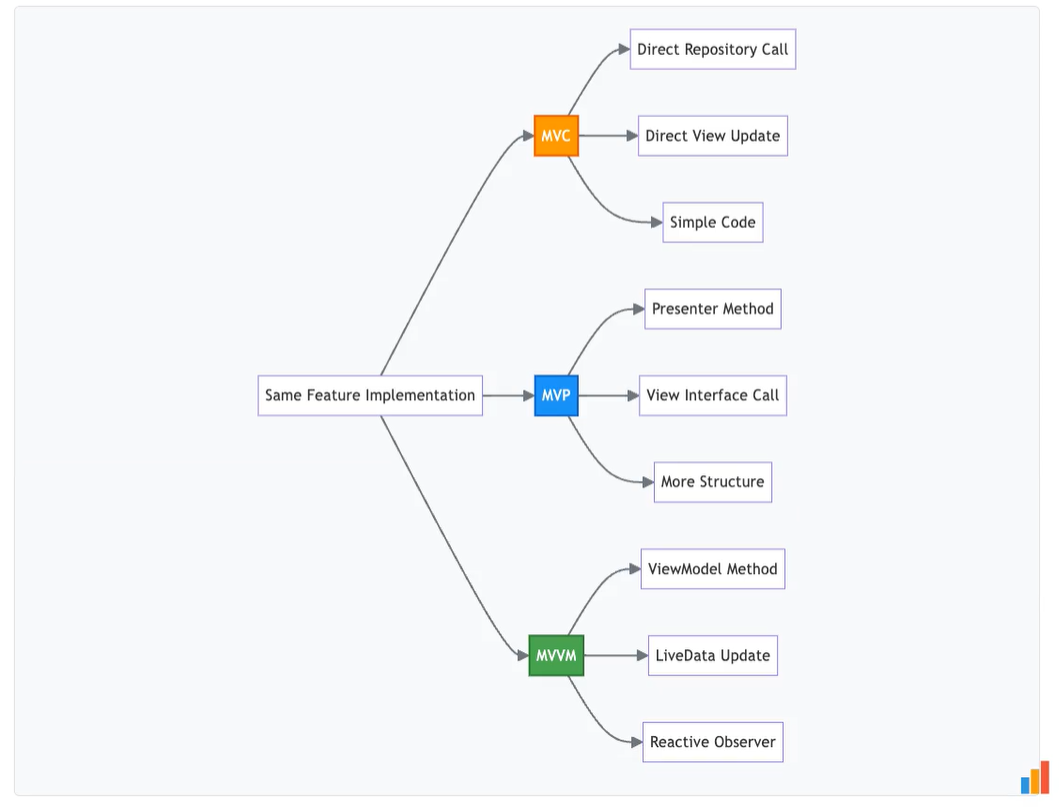 Direct Repository Call
MVC
Direct View Update
Simple Code
Presenter Method
Same Feature Implementation
MVP
View Interface Call
More Structure
ViewModel Method
MVVM
LiveData Update
Reactive Observer